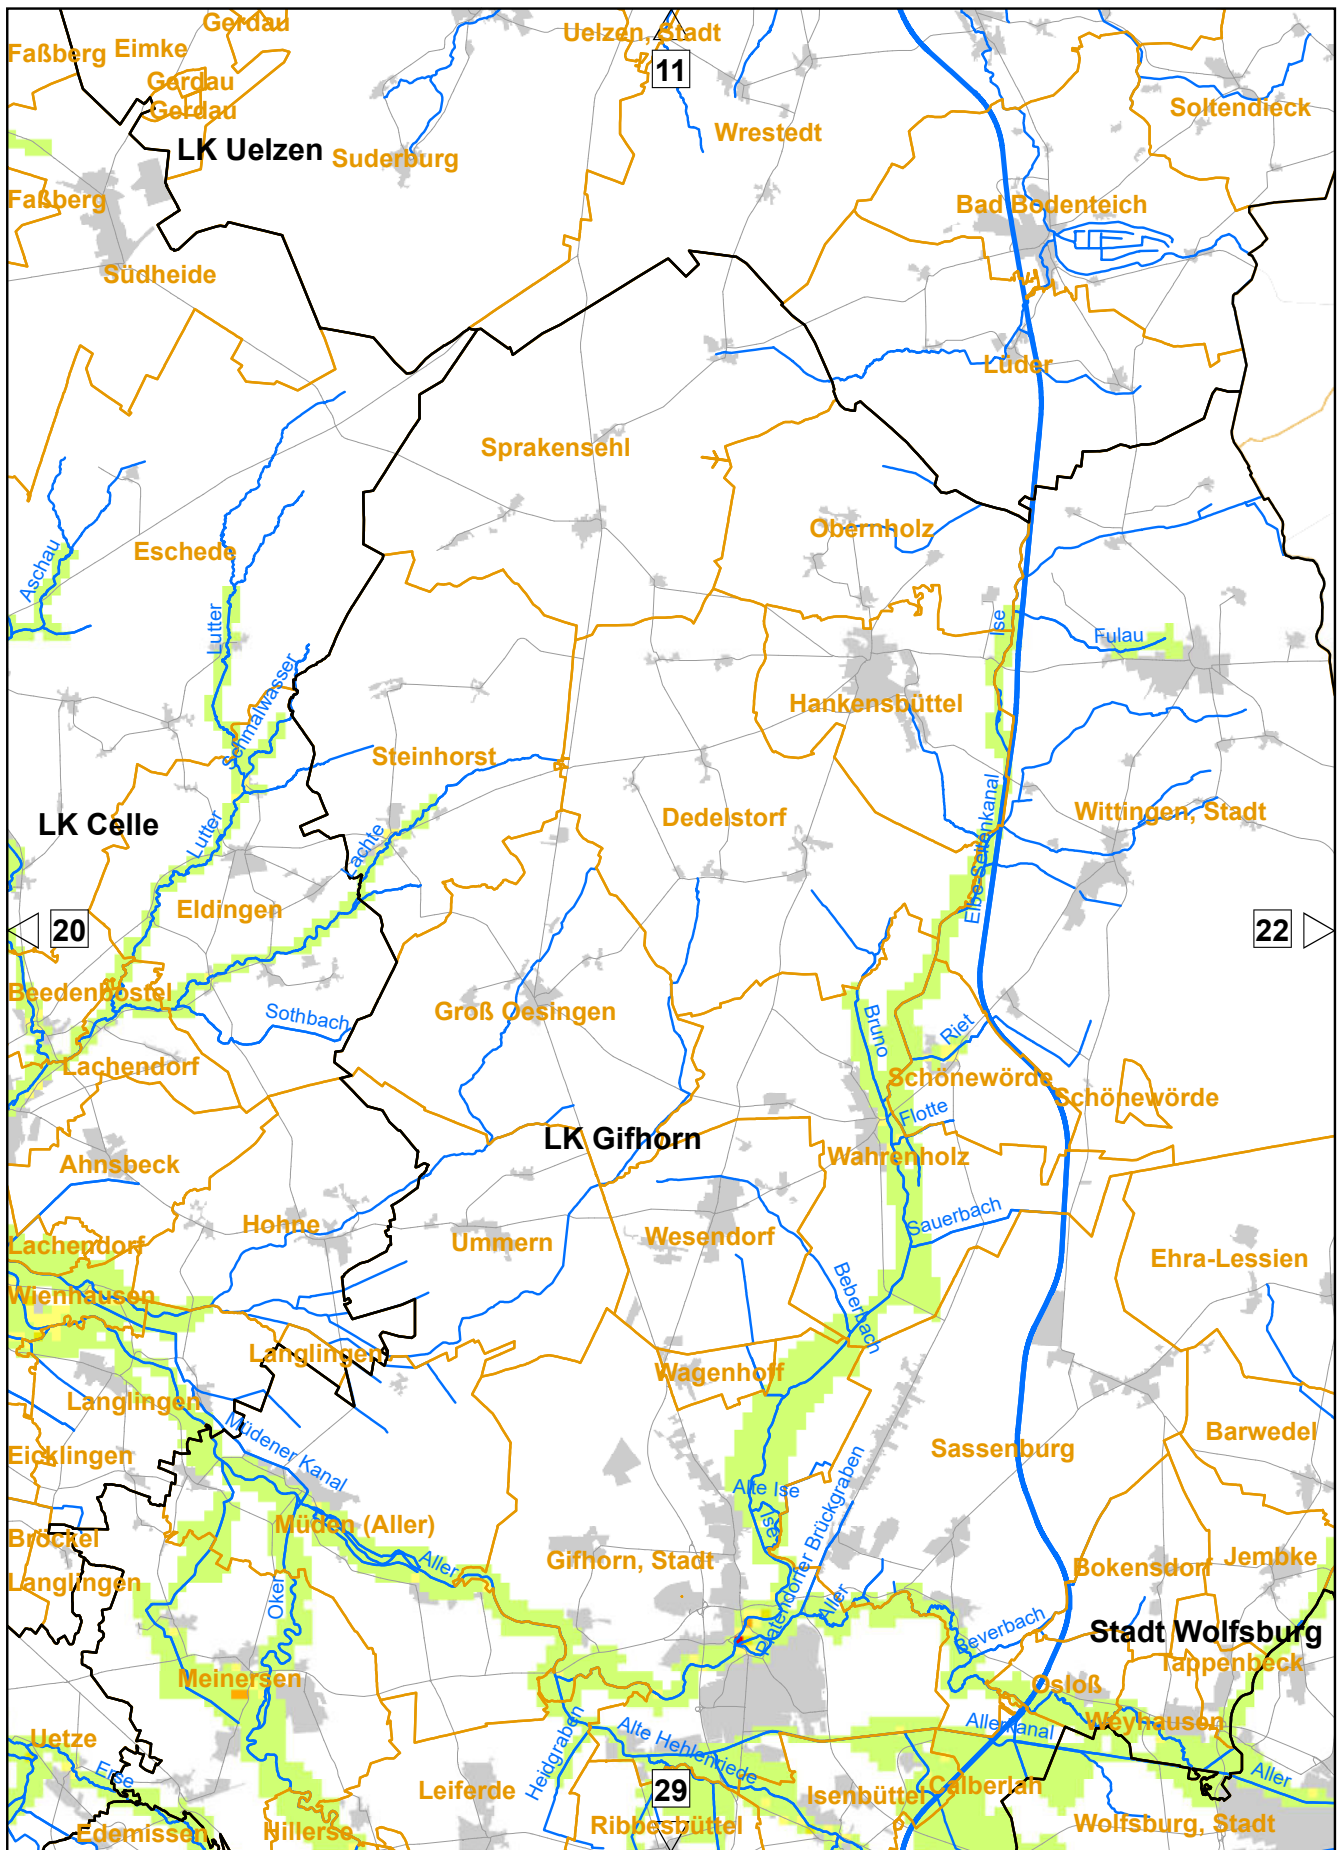 Gerdau
Uelzen, Stadt
Faßberg
Eimke
11
Gerdau
Gerdau
Soltendieck
Wrestedt
LK Uelzen
Suderburg
Faßberg
Bad Bodenteich
Südheide
Lüder
Sprakensehl
Obernholz
Eschede
Aschau
Lutter
Ise
Fulau
Schmalwasser
Hankensbüttel
Steinhorst
Elbe-Seitenkanal
Wittingen, Stadt
Dedelstorf
LK Celle
Lutter
Lachte
Eldingen
20
22
Beedenbostel
Sothbach
Groß Oesingen
Bruno
Riet
Lachendorf
Schönewörde
Schönewörde
Flotte
LK Gifhorn
Ahnsbeck
Wahrenholz
Sauerbach
Hohne
Lachendorf
Ummern
Wesendorf
Ehra-Lessien
Wienhausen
Beberbach
Langlingen
Wagenhoff
Langlingen
Müdener Kanal
Barwedel
Eicklingen
Sassenburg
Alte Ise
Ise
Platendorfer Brückgraben
Müden (Aller)
Bröckel
Aller
Gifhorn, Stadt
Bokensdorf
Jembke
Langlingen
Oker
Aller
Beverbach
Stadt Wolfsburg
Tappenbeck
Meinersen
Osloß
Allerkanal
Weyhausen
Uetze
Heidgraben
Alte Hehlenriede
Erse
Leiferde
29
Isenbüttel
Calberlah
Aller
Edemissen
Hillerse
Ribbesbüttel
Wolfsburg, Stadt